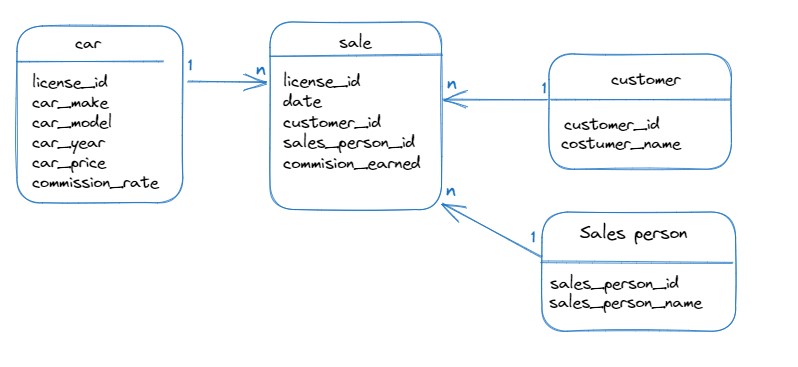 car
license_id
car_make
car_model
car_year
car_price
commission_rate
1
n
sale
license_id
date
customer_id
sales_person_id
commision_earned
n
1
customer
customer_id
costumer_name
n
1
Sales person
sales_person_id
sales_person_name